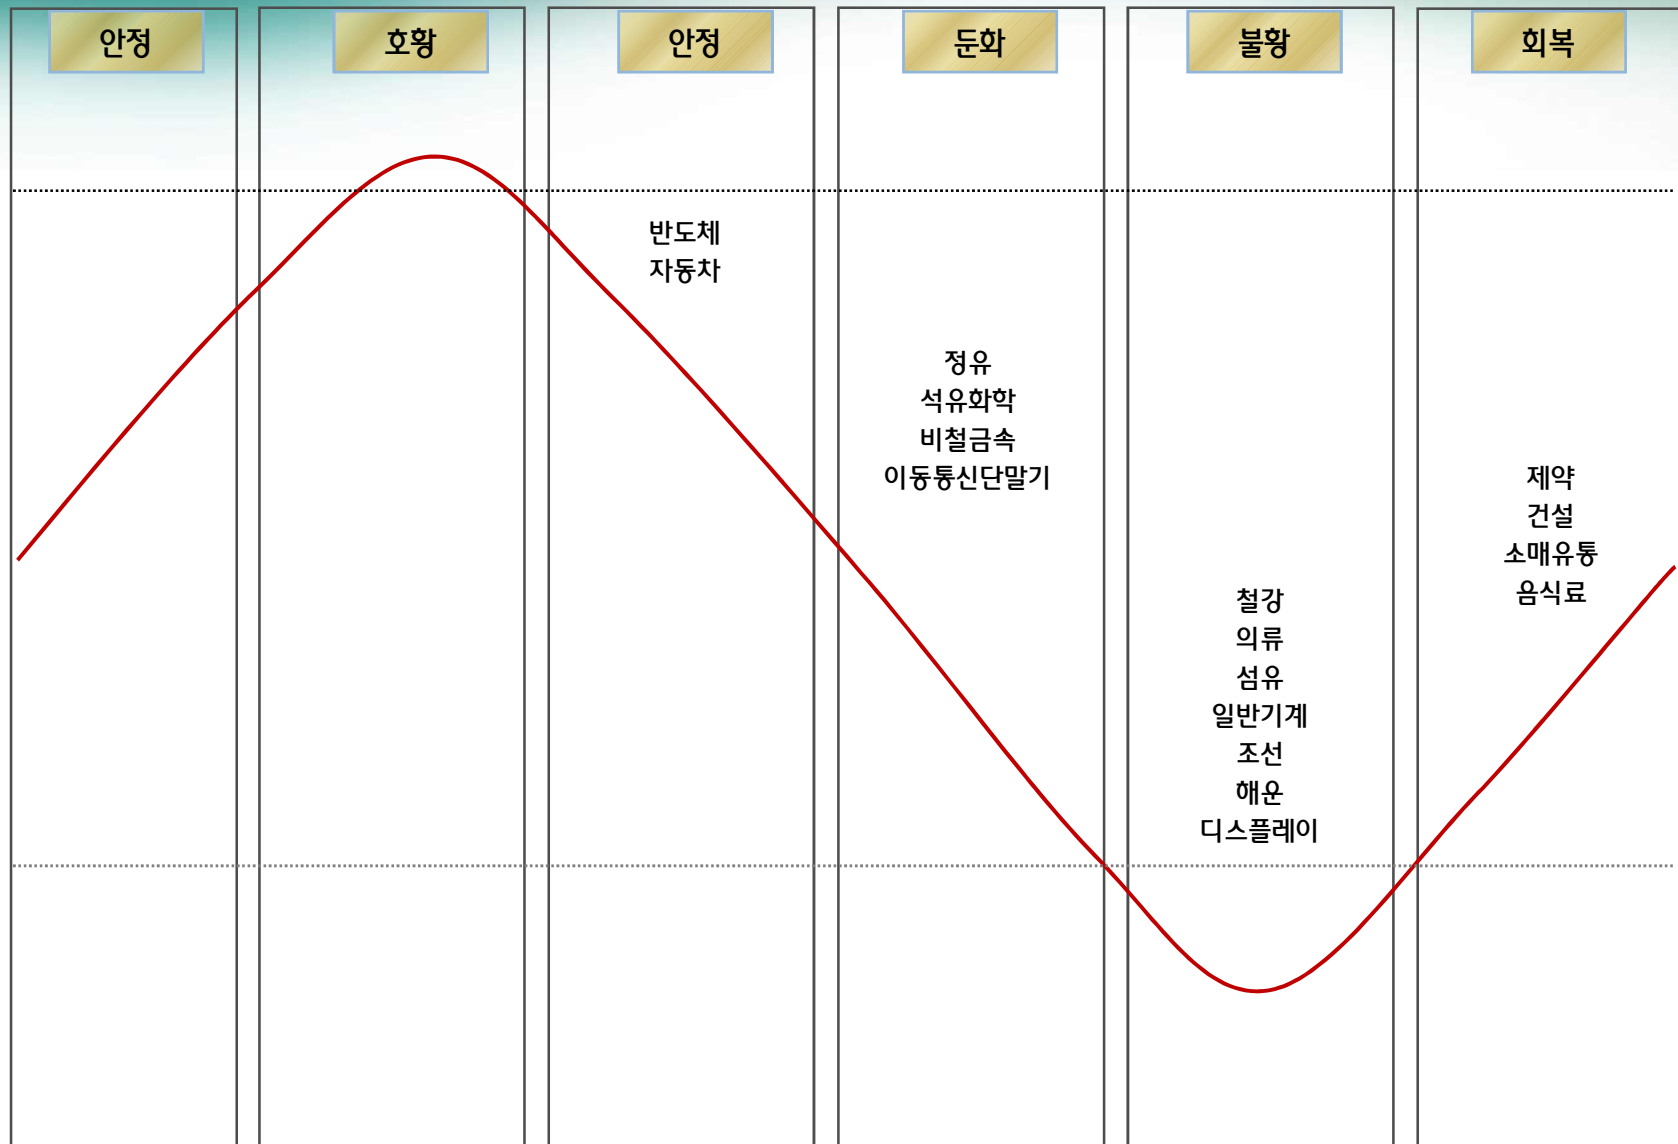 안정
호황
안정
둔화
불황
회복
반도체
자동차
정유
석유화학
비철금속
이동통신단말기
철강
의류
섬유
일반기계
조선
해운
디스플레이
제약
건설
소매유통
음식료